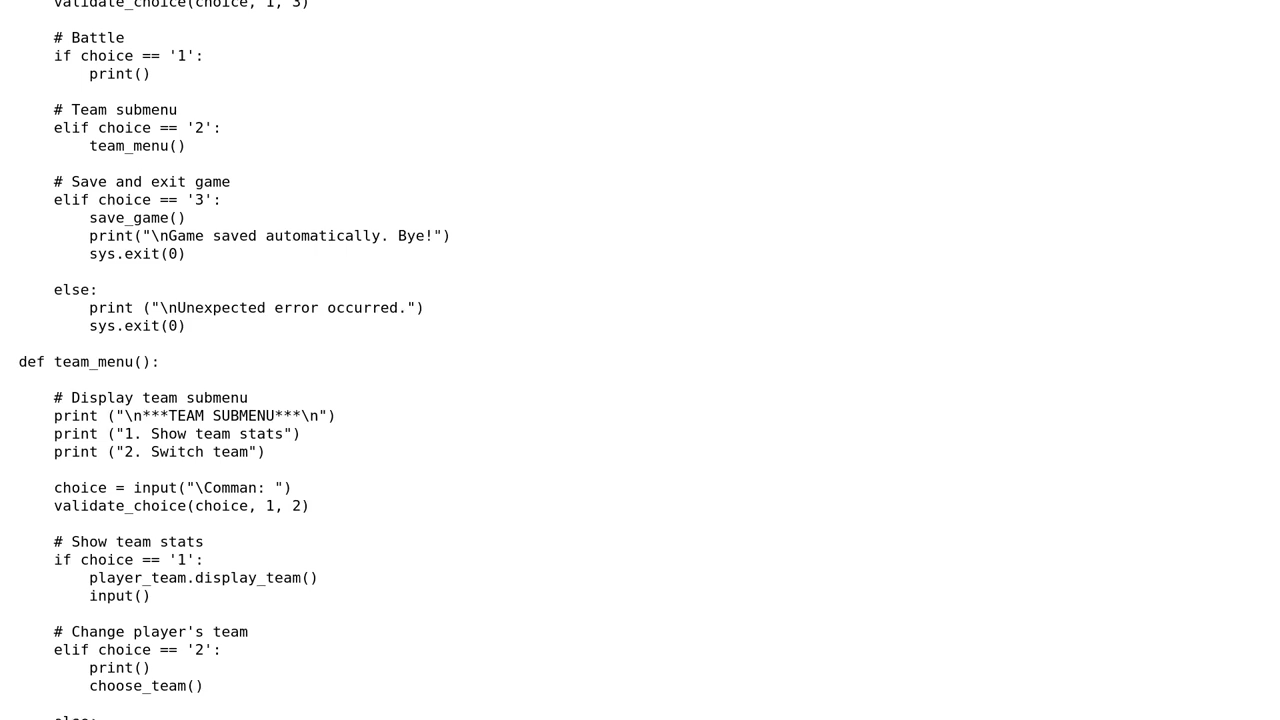 validate_choice(choice, 1, 3)

    # Battle
    if choice == '1':
        print()

    # Team submenu
    elif choice == '2':
        team_menu()

    # Save and exit game
    elif choice == '3':
        save_game()
        print("\nGame saved automatically. Bye!")
        sys.exit(0)

    else:
        print ("\nUnexpected error occurred.")
        sys.exit(0)

def team_menu():

    # Display team submenu
    print ("\n***TEAM SUBMENU***\n")
    print ("1. Show team stats")
    print ("2. Switch team")

    choice = input("\Comman: ")
    validate_choice(choice, 1, 2)

    # Show team stats
    if choice == '1':
        player_team.display_team()
        input()

    # Change player's team
    elif choice == '2':
        print()
        choose_team()

    else: